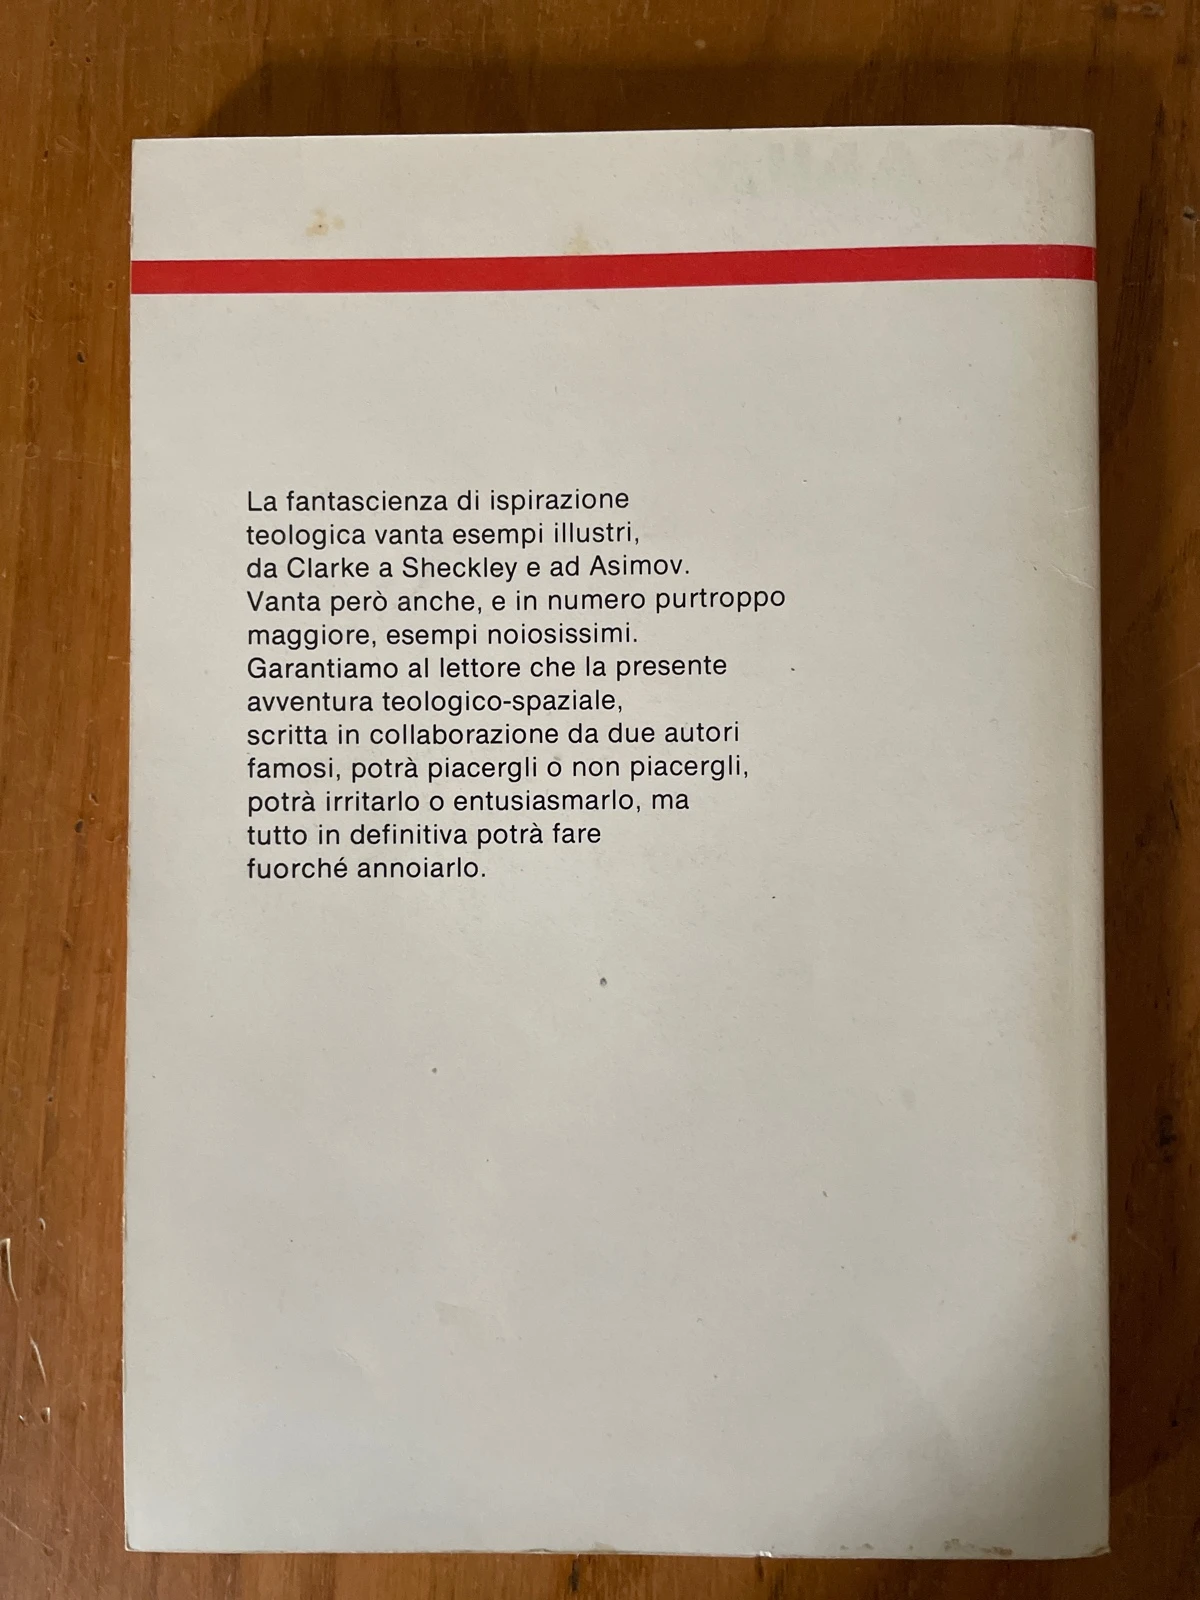 La fantascienza di ispirazione
teologica vanta esempi illustri,
da Clarke a Sheckley e ad Asimov.
Vanta però anche, e in numero purtroppo
maggiore, esempi noiosissimi.
Garantiamo al lettore che la presente
avventura teologico-spaziale,
scritta in collaborazione da due autori
famosi, potrà piacergli o non piacergli,
potrà irritarlo o entusiasmarlo, ma
tutto in definitiva potrà fare
fuorché annoiarlo.